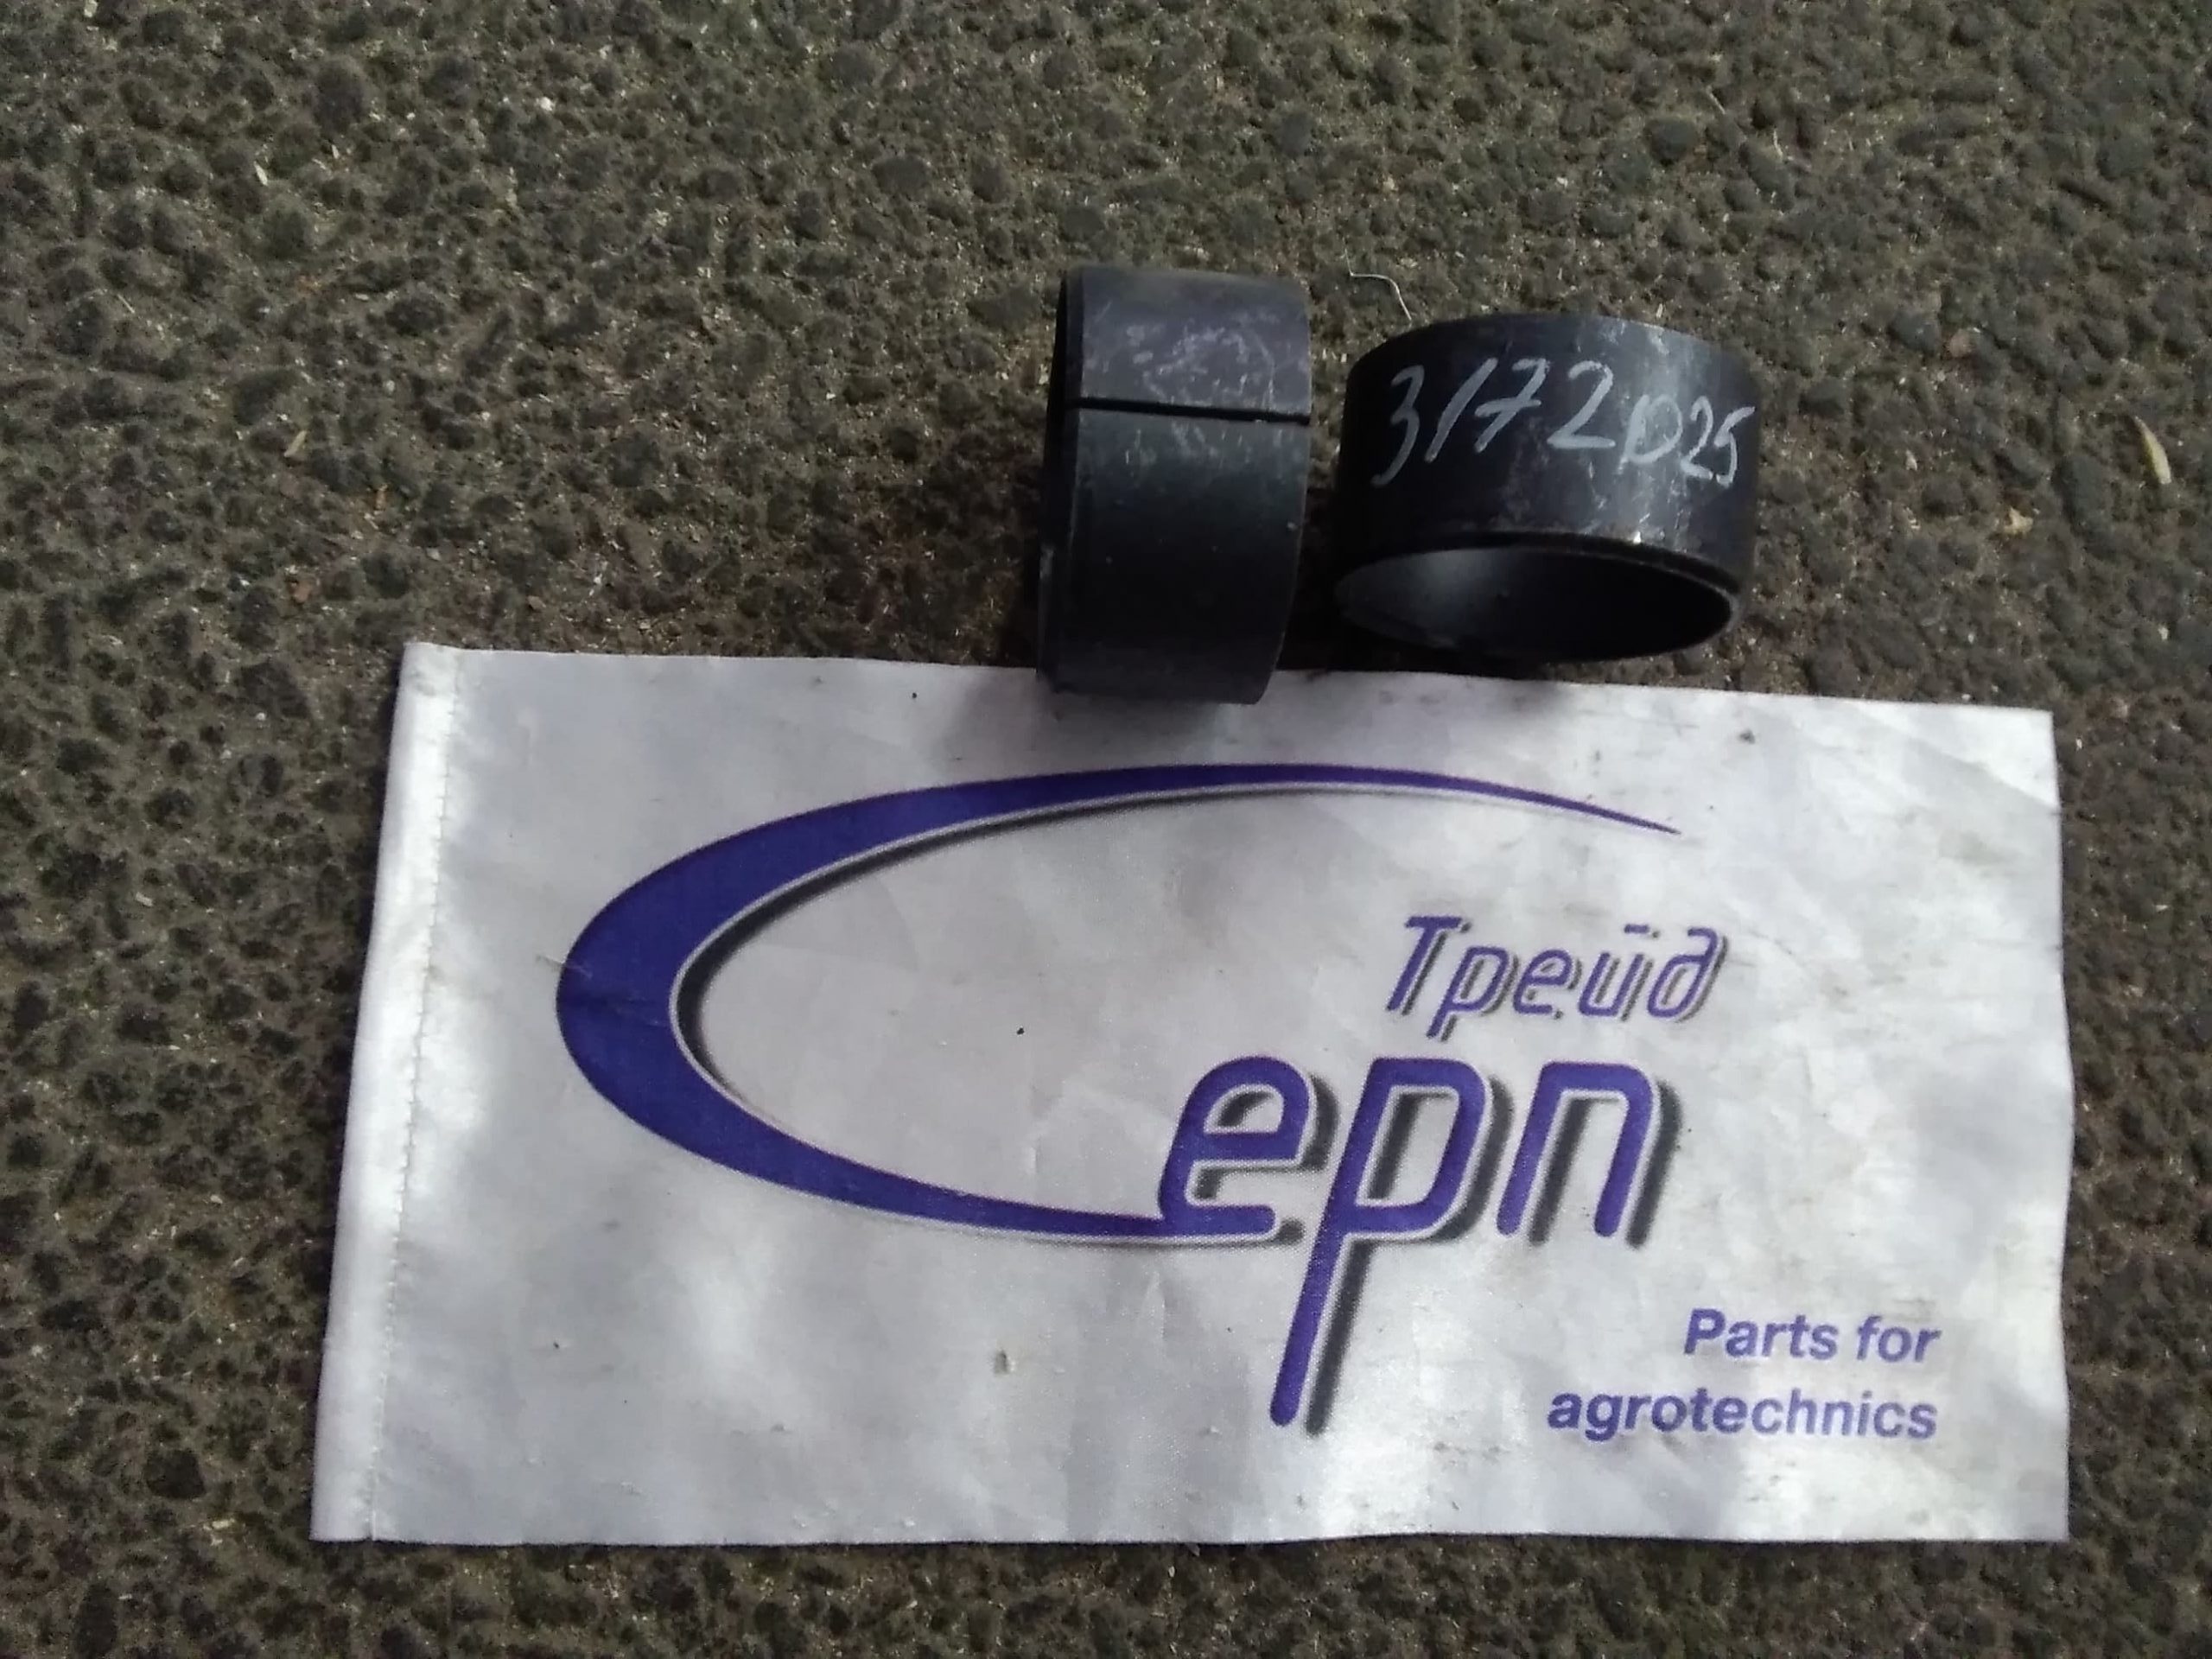 3172025
Трейд
Серп
Parts for
agrotechnics